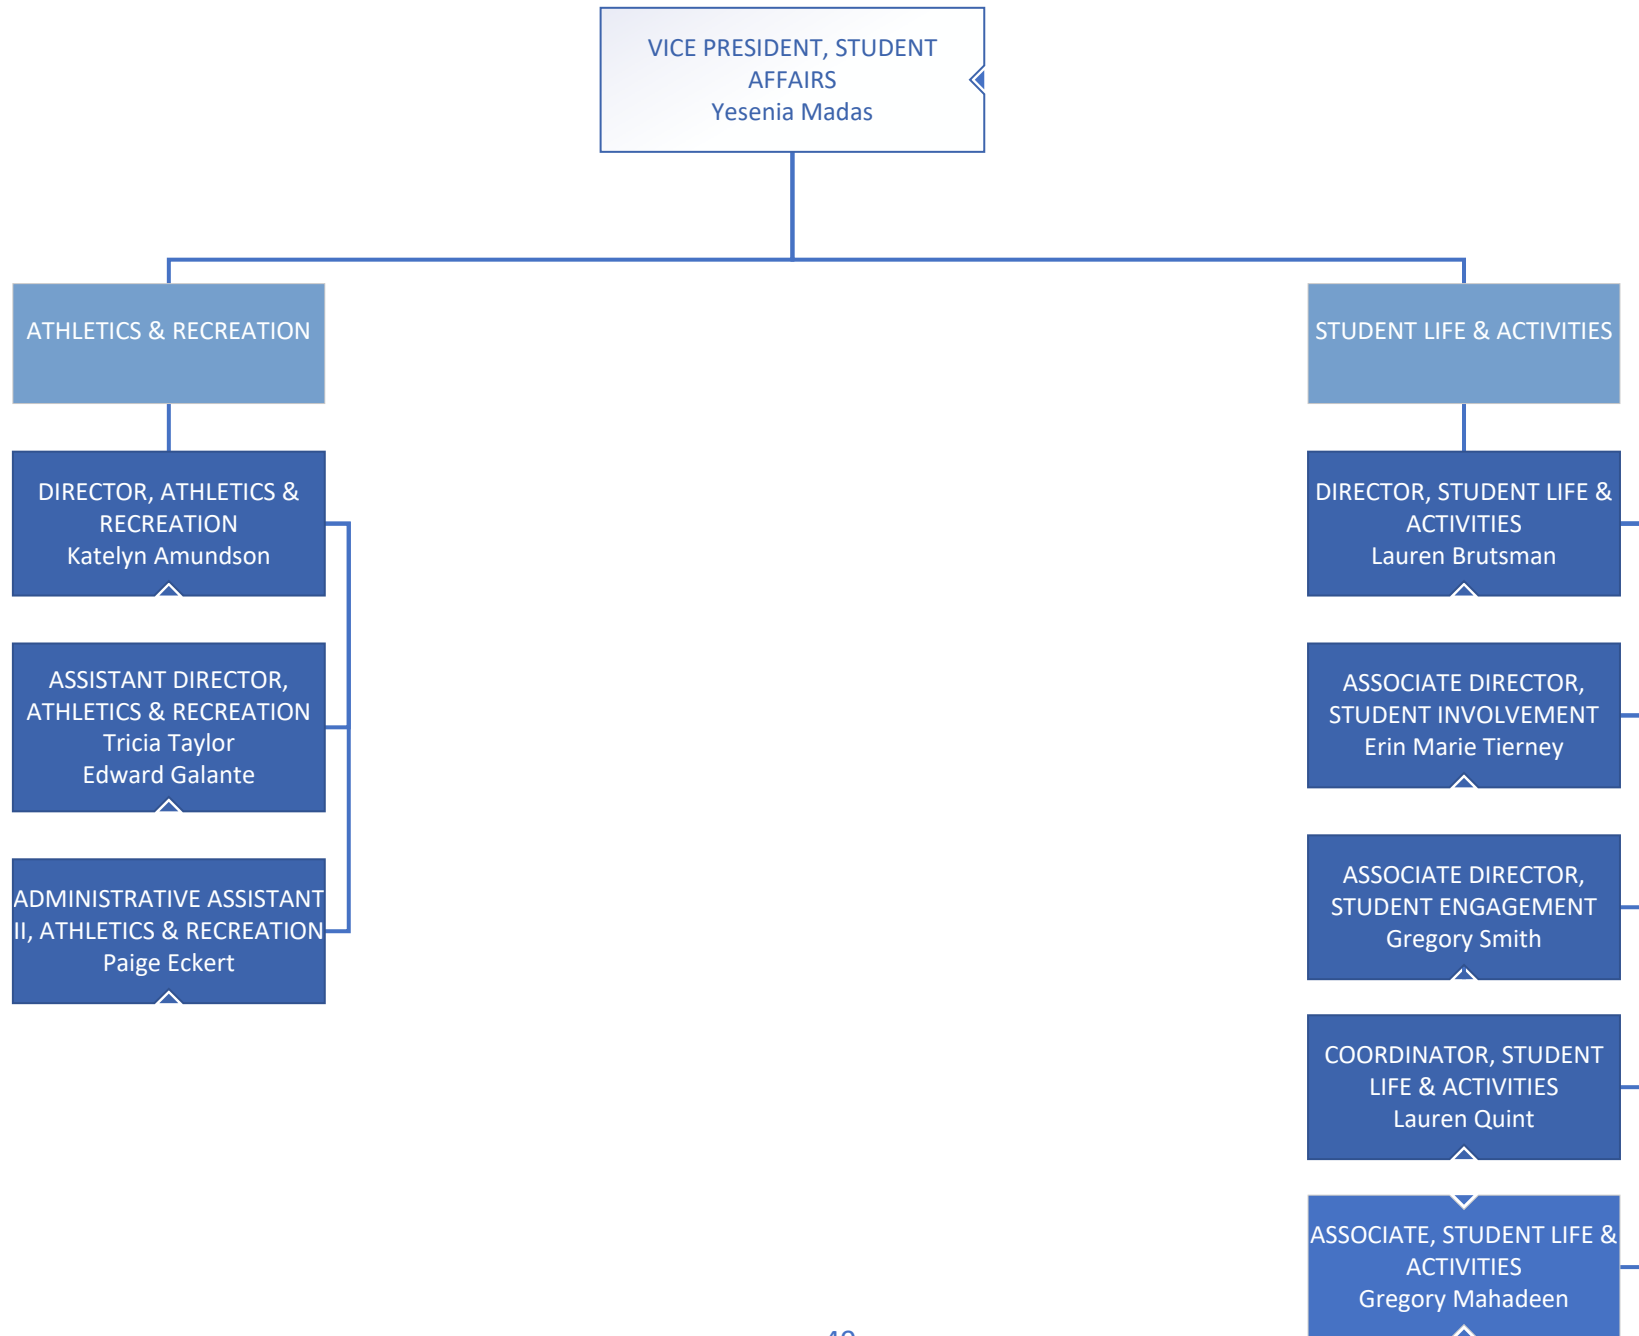 VICE PRESIDENT, STUDENT
AFFAIRS
Yesenia Madas
ATHLETICS & RECREATION
DIRECTOR, ATHLETICS &
RECREATION
Katelyn Amundson
ASSISTANT DIRECTOR,
ATHLETICS & RECREATION
Tricia Taylor
Edward Galante
ADMINISTRATIVE ASSISTANT
II, ATHLETICS & RECREATION
Paige Eckert
STUDENT LIFE & ACTIVITIES
DIRECTOR, STUDENT LIFE &
ACTIVITIES
Lauren Brutsman
ASSOCIATE DIRECTOR,
STUDENT INVOLVEMENT
Erin Marie Tierney
ASSOCIATE DIRECTOR,
STUDENT ENGAGEMENT
Gregory Smith
COORDINATOR, STUDENT
LIFE & ACTIVITIES
Lauren Quint
ASSOCIATE, STUDENT LIFE &
ACTIVITIES
Gregory Mahadeen